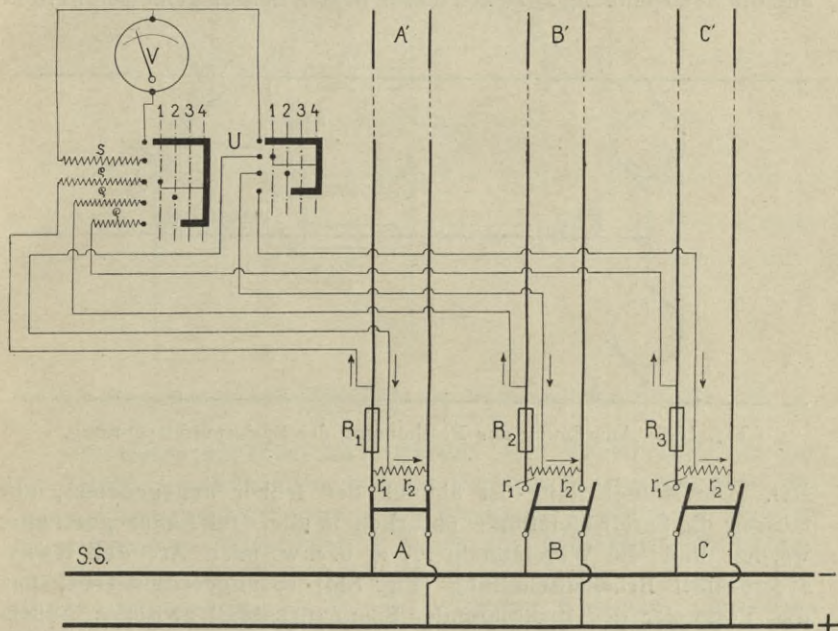 A′ B′ C′
V
1 2 3 4 U 1 2 3 4
S
R₁ R₂ R₃
r₁ r₂ r₁ r₂ r₁ r₂
A B C
S.S. −
+